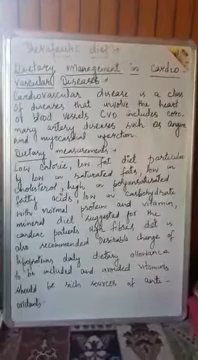 Therapeutic diet :-
Dietary Management in Cardio
vascular Diseases :-
Cardiovascular disease is a class
of diseases that involve the heart
of blood vessels CVD includes coro
nary artery diseases such as angina
and myocardial
Dietary measurements :-
Low calorie, low fat diet particular
ly low in saturated fats, low in
cholesterol, high in polyunsaturated
fatty acids, low in carbohydrate
with normal protein and vitamin,
mineral diet suggested for the
cardiac patients High fibres diet is
also recommended Desirable change of
daily dietary allowance
to be included and avoided vitamins
should be rich sources of anti-
oxidants.